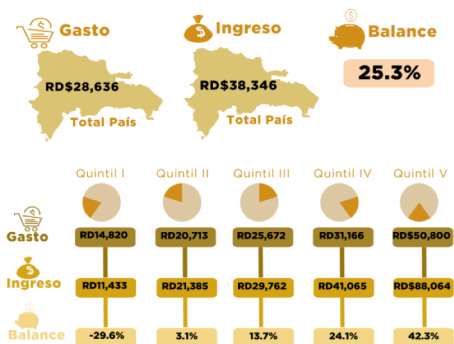 Gasto
Ingreso
Balance
RD$28,636
Total País
RD$38,346
Total País
25.3%
Quintil I Quintil II Quintil III Quintil IV Quintil V
Gasto
RD14,820 RD20,713 RD25,672 RD31,166 RD$50,800
Ingreso
RD11,433 RD21,385 RD29,762 RD41,065 RD$88,064
Balance
-29.6% 3.1% 13.7% 24.1% 42.3%